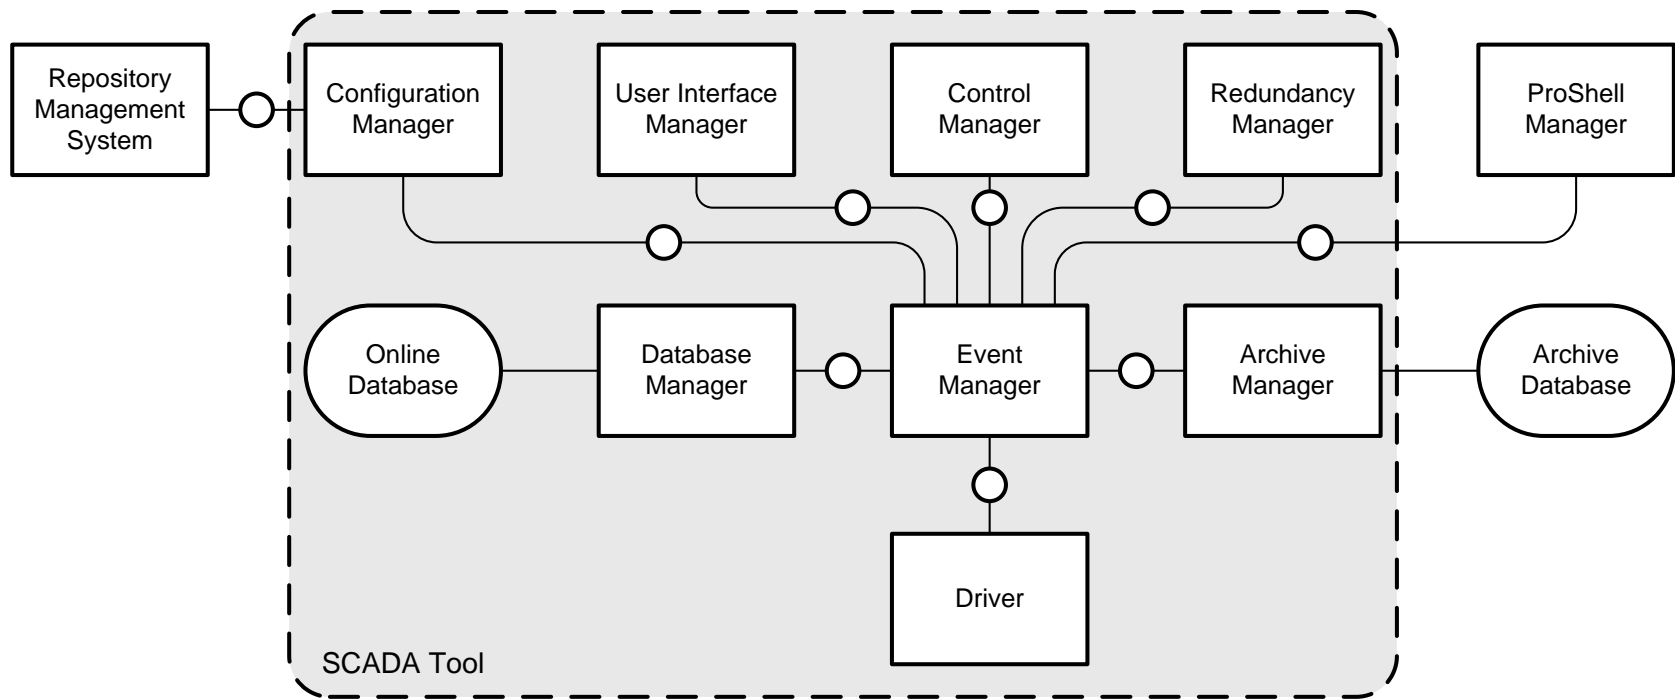 Repository
Management
System
Configuration
Manager
User Interface
Manager
Control
Manager
Redundancy
Manager
ProShell
Manager
Online
Database
Database
Manager
Event
Manager
Archive
Manager
Archive
Database
Driver
SCADA Tool